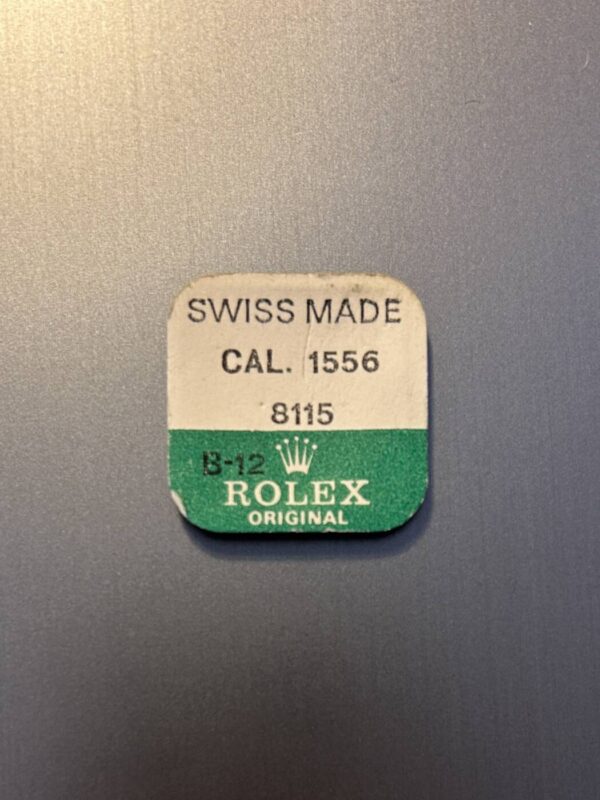 SWISS MADE
CAL. 1556
8115
B-12
ROLEX
ORIGINAL